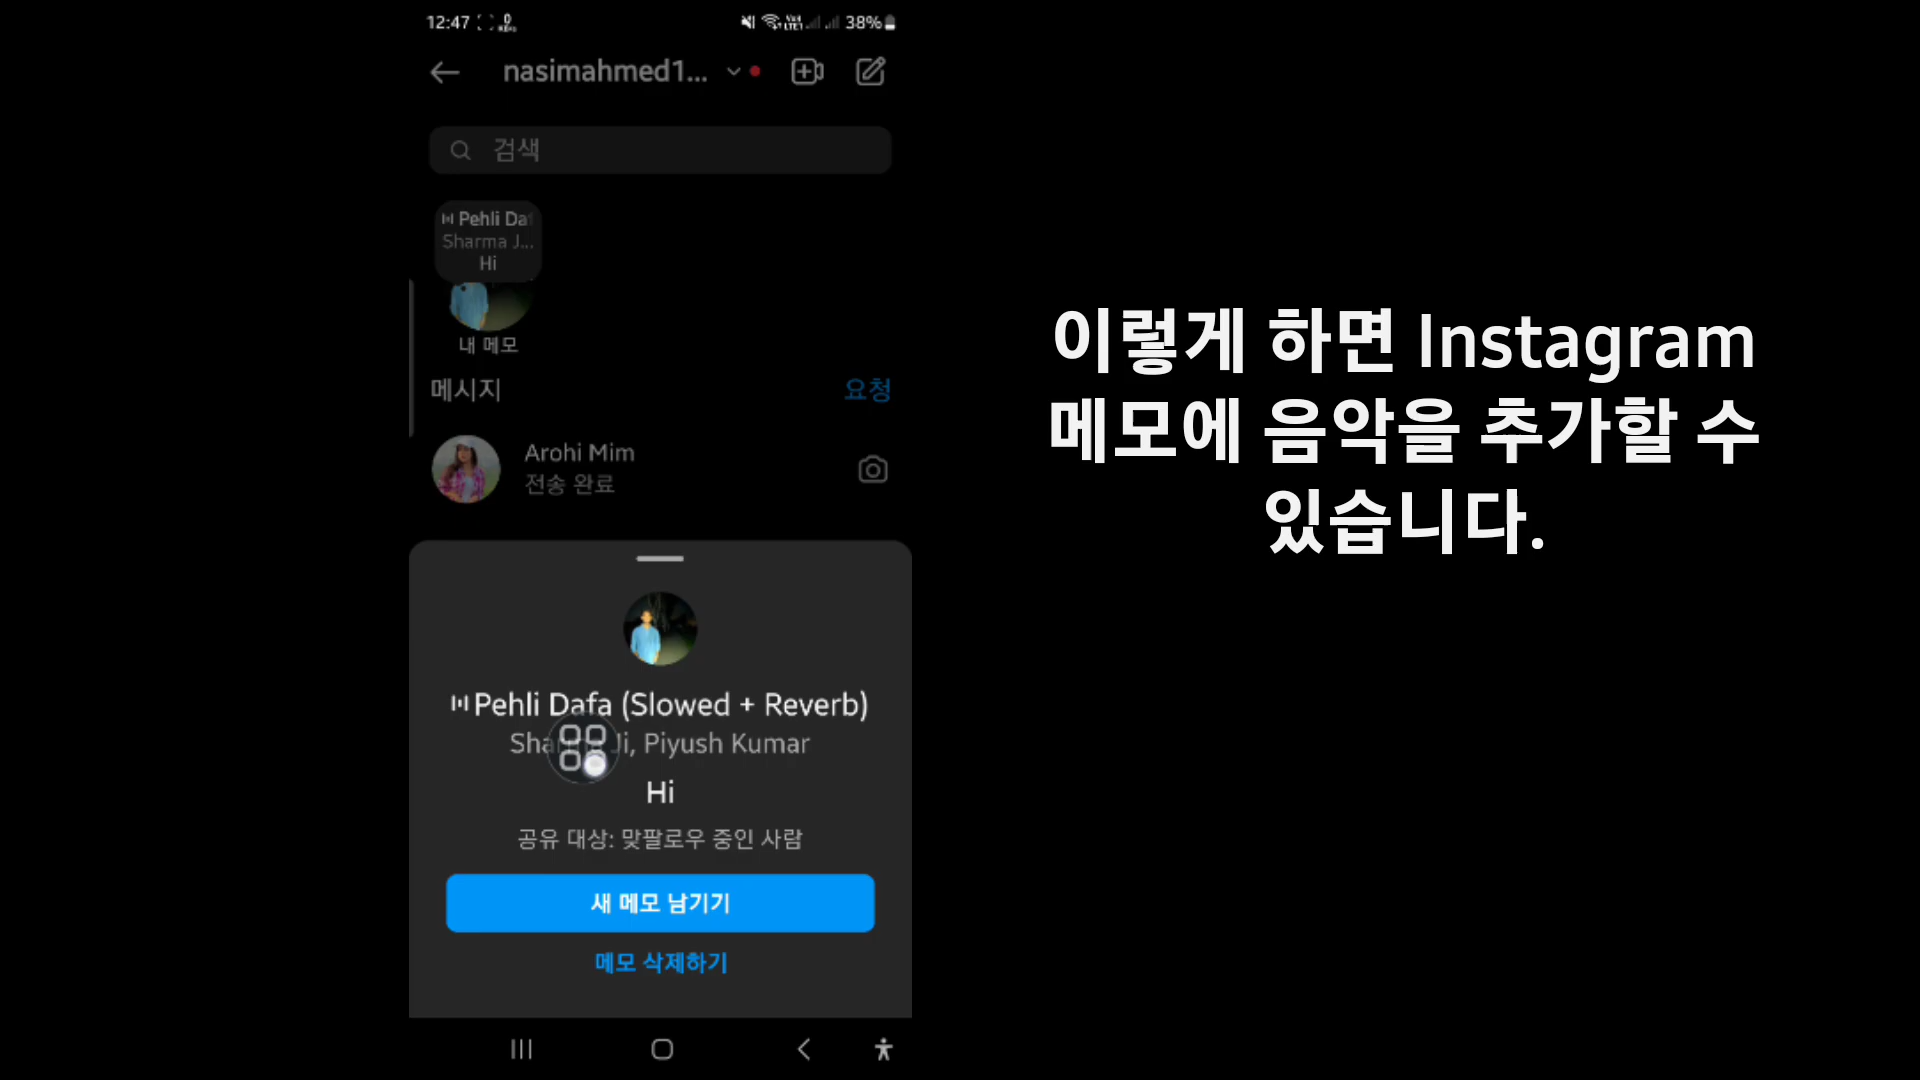 12:47
38%
nasimahmed1...
검색
Pehli Da
Sharma J...
Hi
내 메모
메시지
요청
Arohi Mim
전송 완료
Pehli Dafa (Slowed + Reverb)
Ji, Piyush Kumar
Hi
공유 대상: 맞팔로우 중인 사람
새 메모 남기기
메모 삭제하기
이렇게 하면 Instagram
메모에 음악을 추가할 수
있습니다.